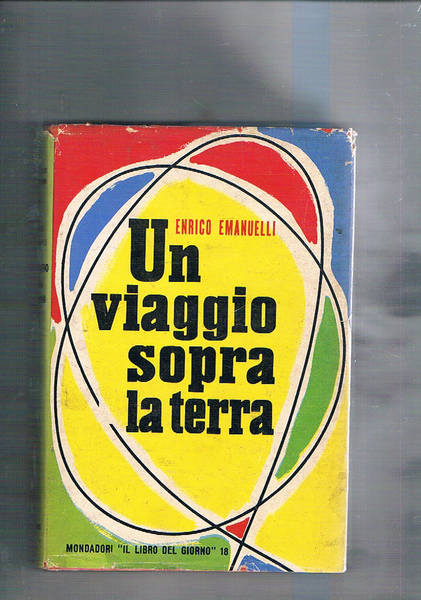 ENRICO EMANUELLI
Un
viaggio
sopra
la terra
MONDADORI "IL LIBRO DEL GIORNO" 18